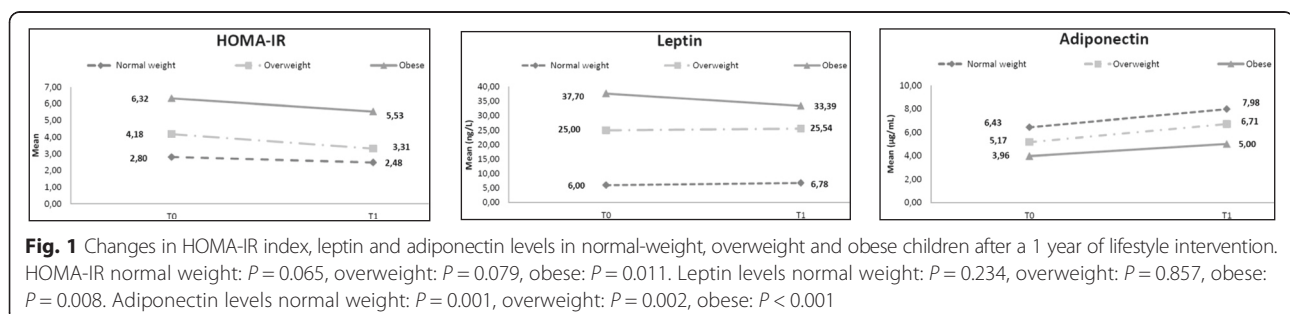 HOMA-IR
Normal weight Overweight Obese
7,00
6,00
5,00
4,00
3,00
2,00
1,00
0,00
Mean
6,32
5,53
4,18
3,31
2,80
2,48
T0 T1
Leptin
Normal weight Overweight Obese
40,00
35,00
30,00
25,00
20,00
15,00
10,00
5,00
0,00
Mean (ng/L)
37,70
33,39
25,00
25,54
6,00
6,78
T0 T1
Adiponectin
Normal weight Overweight Obese
10,00
8,00
6,00
4,00
2,00
0,00
Mean (µg/mL)
6,43
7,98
5,17
6,71
3,96
5,00
T0 T1
Fig. 1 Changes in HOMA-IR index, leptin and adiponectin levels in normal-weight, overweight and obese children after a 1 year of lifestyle intervention.
HOMA-IR normal weight: P = 0.065, overweight: P = 0.079, obese: P = 0.011. Leptin levels normal weight: P = 0.234, overweight: P = 0.857, obese:
P = 0.008. Adiponectin levels normal weight: P = 0.001, overweight: P = 0.002, obese: P < 0.001